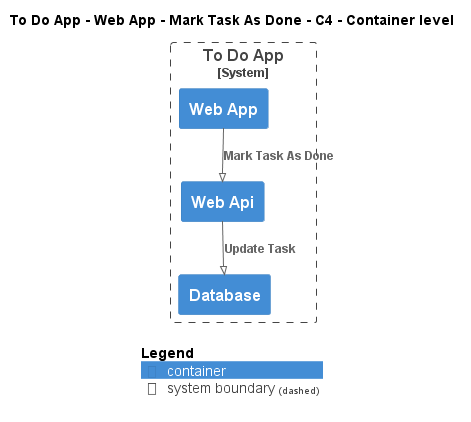 To Do App - Web App - Mark Task As Done - C4 - Container level
To Do App
[System]
Web App
Mark Task As Done
Web Api
Update Task
Database
Legend
container
system boundary (dashed)